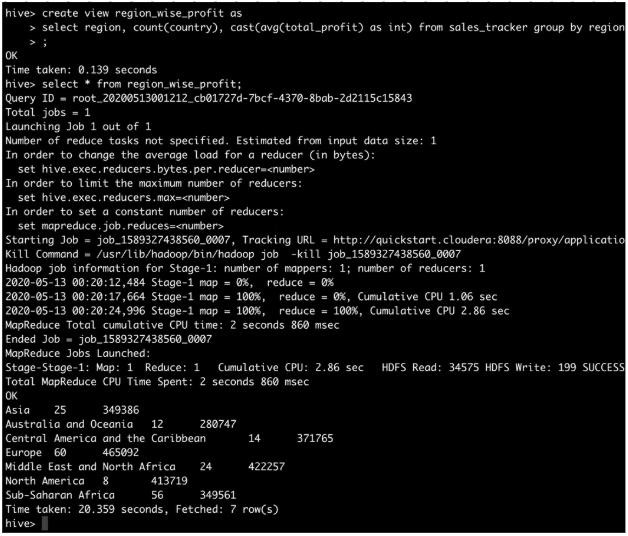 hive> create view region_wise_profit as
    > select region, count(country), cast(avg(total_profit) as int) from sales_tracker group by region
    > ;
OK
Time taken: 0.139 seconds
hive> select * from region_wise_profit;
Query ID = root_20200513001212_cb01727d-7bcf-4370-8bab-2d2115c15843
Total jobs = 1
Launching Job 1 out of 1
Number of reduce tasks not specified. Estimated from input data size: 1
In order to change the average load for a reducer (in bytes):
  set hive.exec.reducers.bytes.per.reducer=<number>
In order to limit the maximum number of reducers:
  set hive.exec.reducers.max=<number>
In order to set a constant number of reducers:
  set mapreduce.job.reduces=<number>
Starting Job = job_1589327438560_0007, Tracking URL = http://quickstart.cloudera:8088/proxy/applicatio
Kill Command = /usr/lib/hadoop/bin/hadoop job  -kill job_1589327438560_0007
Hadoop job information for Stage-1: number of mappers: 1; number of reducers: 1
2020-05-13 00:20:12,484 Stage-1 map = 0%,  reduce = 0%
2020-05-13 00:20:17,664 Stage-1 map = 100%,  reduce = 0%, Cumulative CPU 1.06 sec
2020-05-13 00:20:24,996 Stage-1 map = 100%,  reduce = 100%, Cumulative CPU 2.86 sec
MapReduce Total cumulative CPU time: 2 seconds 860 msec
Ended Job = job_1589327438560_0007
MapReduce Jobs Launched:
Stage-Stage-1: Map: 1  Reduce: 1   Cumulative CPU: 2.86 sec   HDFS Read: 34575 HDFS Write: 199 SUCCESS
Total MapReduce CPU Time Spent: 2 seconds 860 msec
OK
Asia	25	349386
Australia and Oceania	12	280747
Central America and the Caribbean	14	371765
Europe	60	465092
Middle East and North Africa	24	422257
North America	8	413719
Sub-Saharan Africa	56	349561
Time taken: 20.359 seconds, Fetched: 7 row(s)
hive>